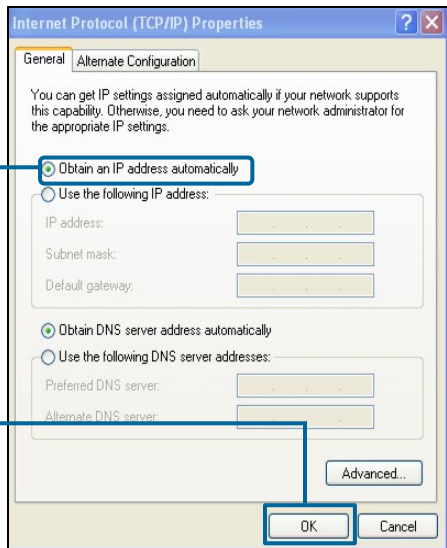 Internet Protocol (TCP/IP) Properties
General
Alternate Configuration
You can get IP settings assigned automatically if your network supports
this capability. Otherwise, you need to ask your network administrator for
the appropriate IP settings.
Obtain an IP address automatically
Use the following IP address:
IP address:
Subnet mask:
Default gateway:
Obtain DNS server address automatically
Use the following DNS server addresses:
Preferred DNS server:
Alternate DNS server:
Advanced...
OK
Cancel